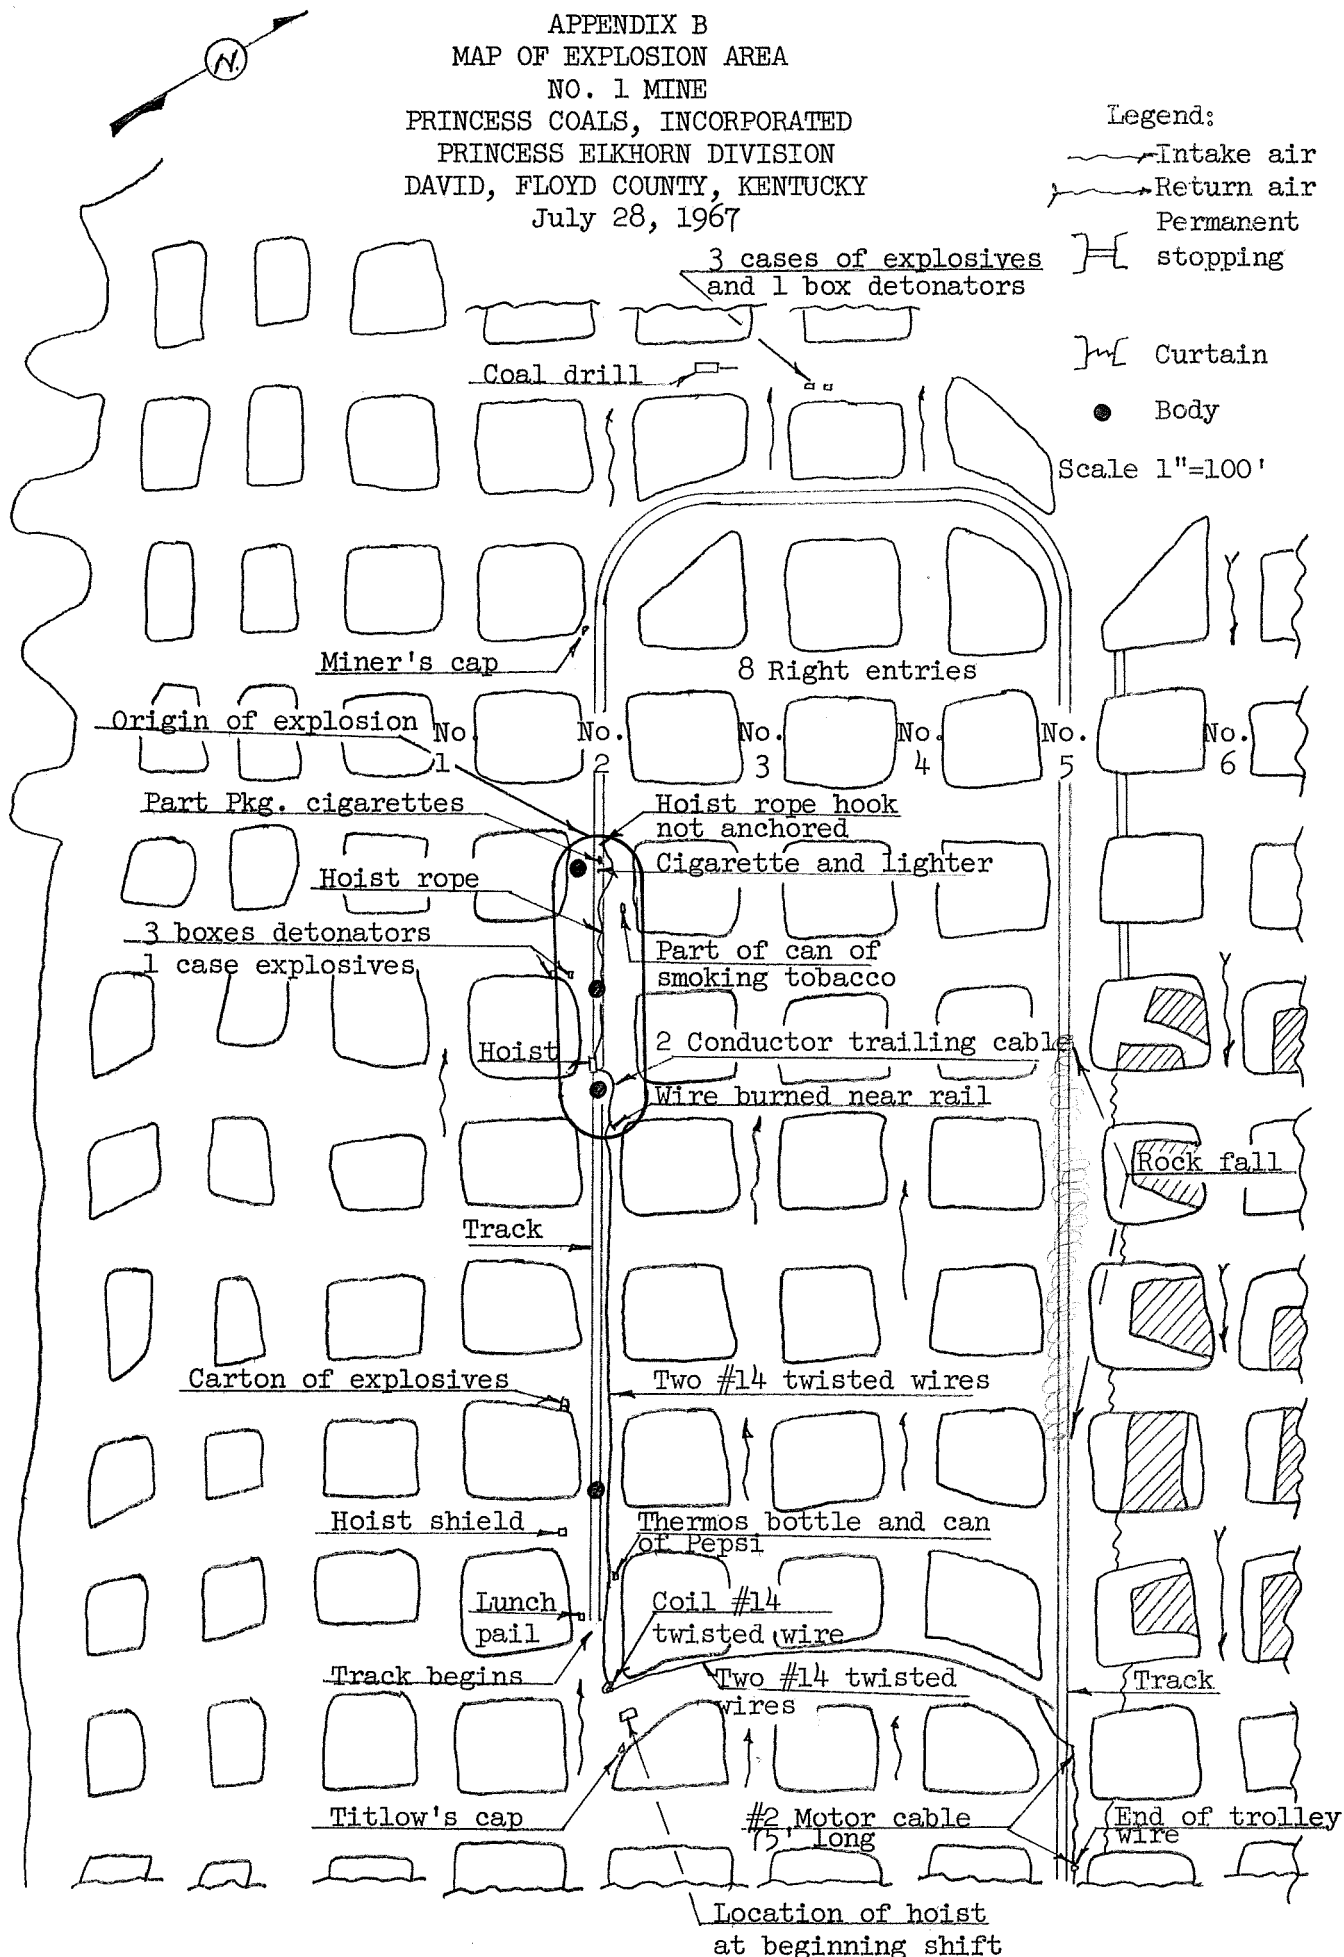 APPENDIX B
MAP OF EXPLOSION AREA
NO. 1 MINE
PRINCESS COALS, INCORPORATED
PRINCESS ELKHORN DIVISION
DAVID, FLOYD COUNTY, KENTUCKY
July 28, 1967
N.
Legend:
Intake air
Return air
Permanent
stopping
Curtain
Body
Scale 1"=100'
3 cases of explosives
and 1 box detonators
Coal drill
Miner's cap
8 Right entries
Origin of explosion
No.
1
No.
2
No.
3
No.
4
No.
5
No.
6
Part Pkg. cigarettes
Hoist rope hook
not anchored
Cigarette and lighter
Hoist rope
3 boxes detonators
1 case explosives
Part of can of
smoking tobacco
Hoist
2 Conductor trailing cable
Wire burned near rail
Rock fall
Track
Carton of explosives
Two #14 twisted wires
Hoist shield
Thermos bottle and can
of Pepsi
Lunch
pail
Coil #14
twisted wire
Track begins
Two #14 twisted
wires
Track
Titlow's cap
#2 Motor cable
75' long
End of trolley
wire
Location of hoist
at beginning shift